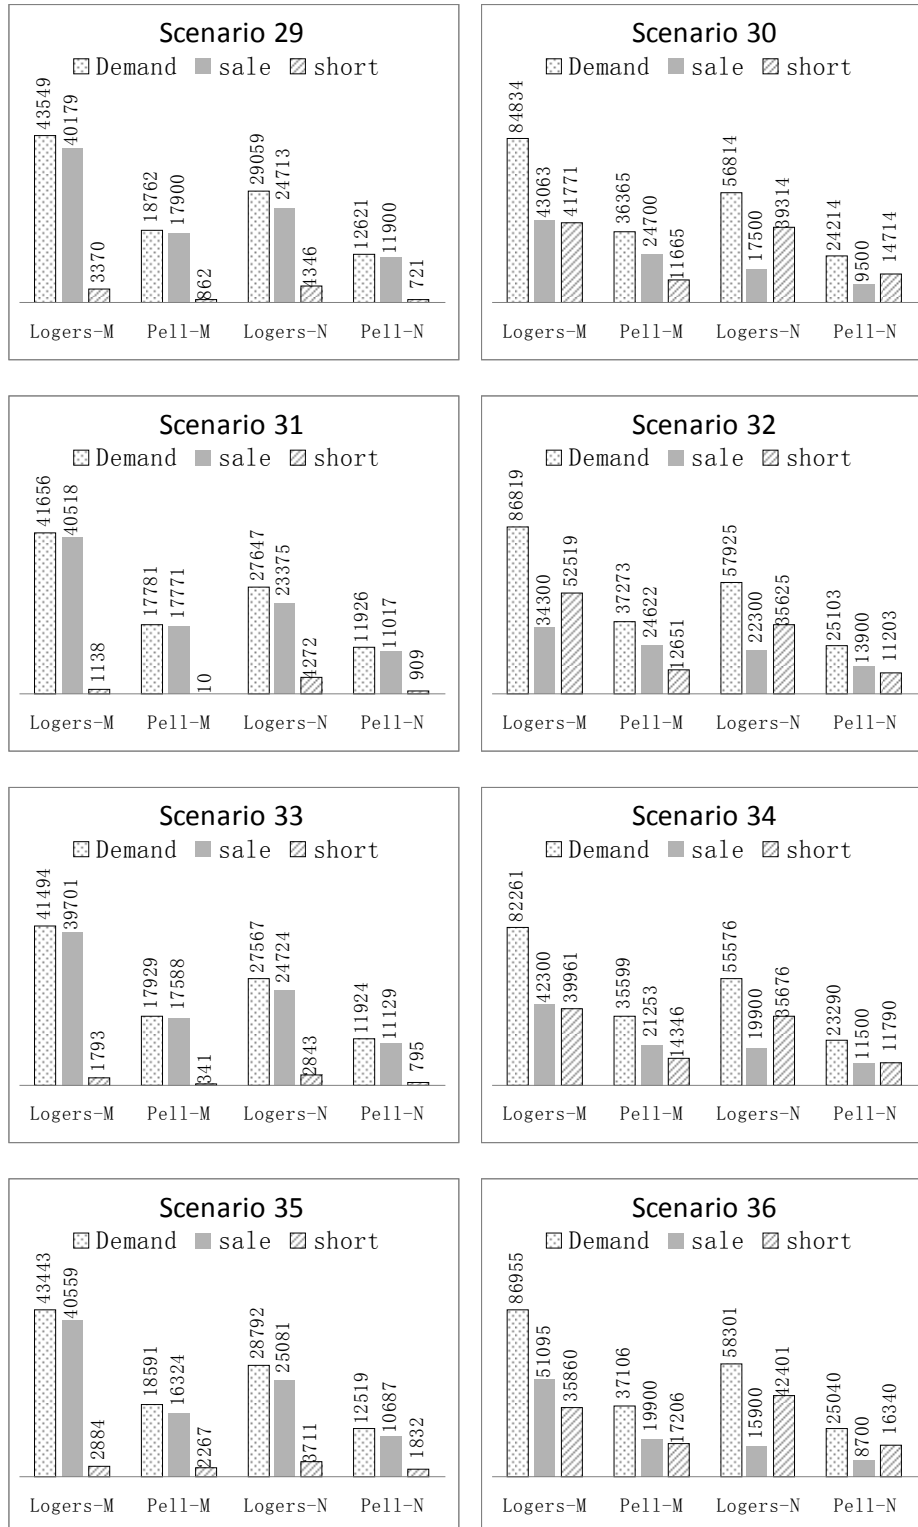 Scenario 29
Demand sale short
43549 40179 3370 18762 17900 862 29059 24713 4346 12621 11900 721
Logers-M Pell-M Logers-N Pell-N
Scenario 30
Demand sale short
84834 43063 41771 36365 24700 11665 56814 17500 39314 24214 9500 14714
Logers-M Pell-M Logers-N Pell-N
Scenario 31
Demand sale short
41656 40518 1138 17781 17771 10 27647 23375 4272 11926 11017 909
Logers-M Pell-M Logers-N Pell-N
Scenario 32
Demand sale short
86819 34300 52519 37273 24622 12651 57925 22300 35625 25103 13900 11203
Logers-M Pell-M Logers-N Pell-N
Scenario 33
Demand sale short
41494 39701 1793 17929 17588 341 27567 24724 2843 11924 11129 795
Logers-M Pell-M Logers-N Pell-N
Scenario 34
Demand sale short
82261 42300 39961 35599 21253 14346 55576 19900 35676 23290 11500 11790
Logers-M Pell-M Logers-N Pell-N
Scenario 35
Demand sale short
43443 40559 2884 18591 16324 2267 28792 25081 3711 12519 10687 1832
Logers-M Pell-M Logers-N Pell-N
Scenario 36
Demand sale short
86955 51095 35860 37106 19900 17206 58301 15900 42401 25040 8700 16340
Logers-M Pell-M Logers-N Pell-N